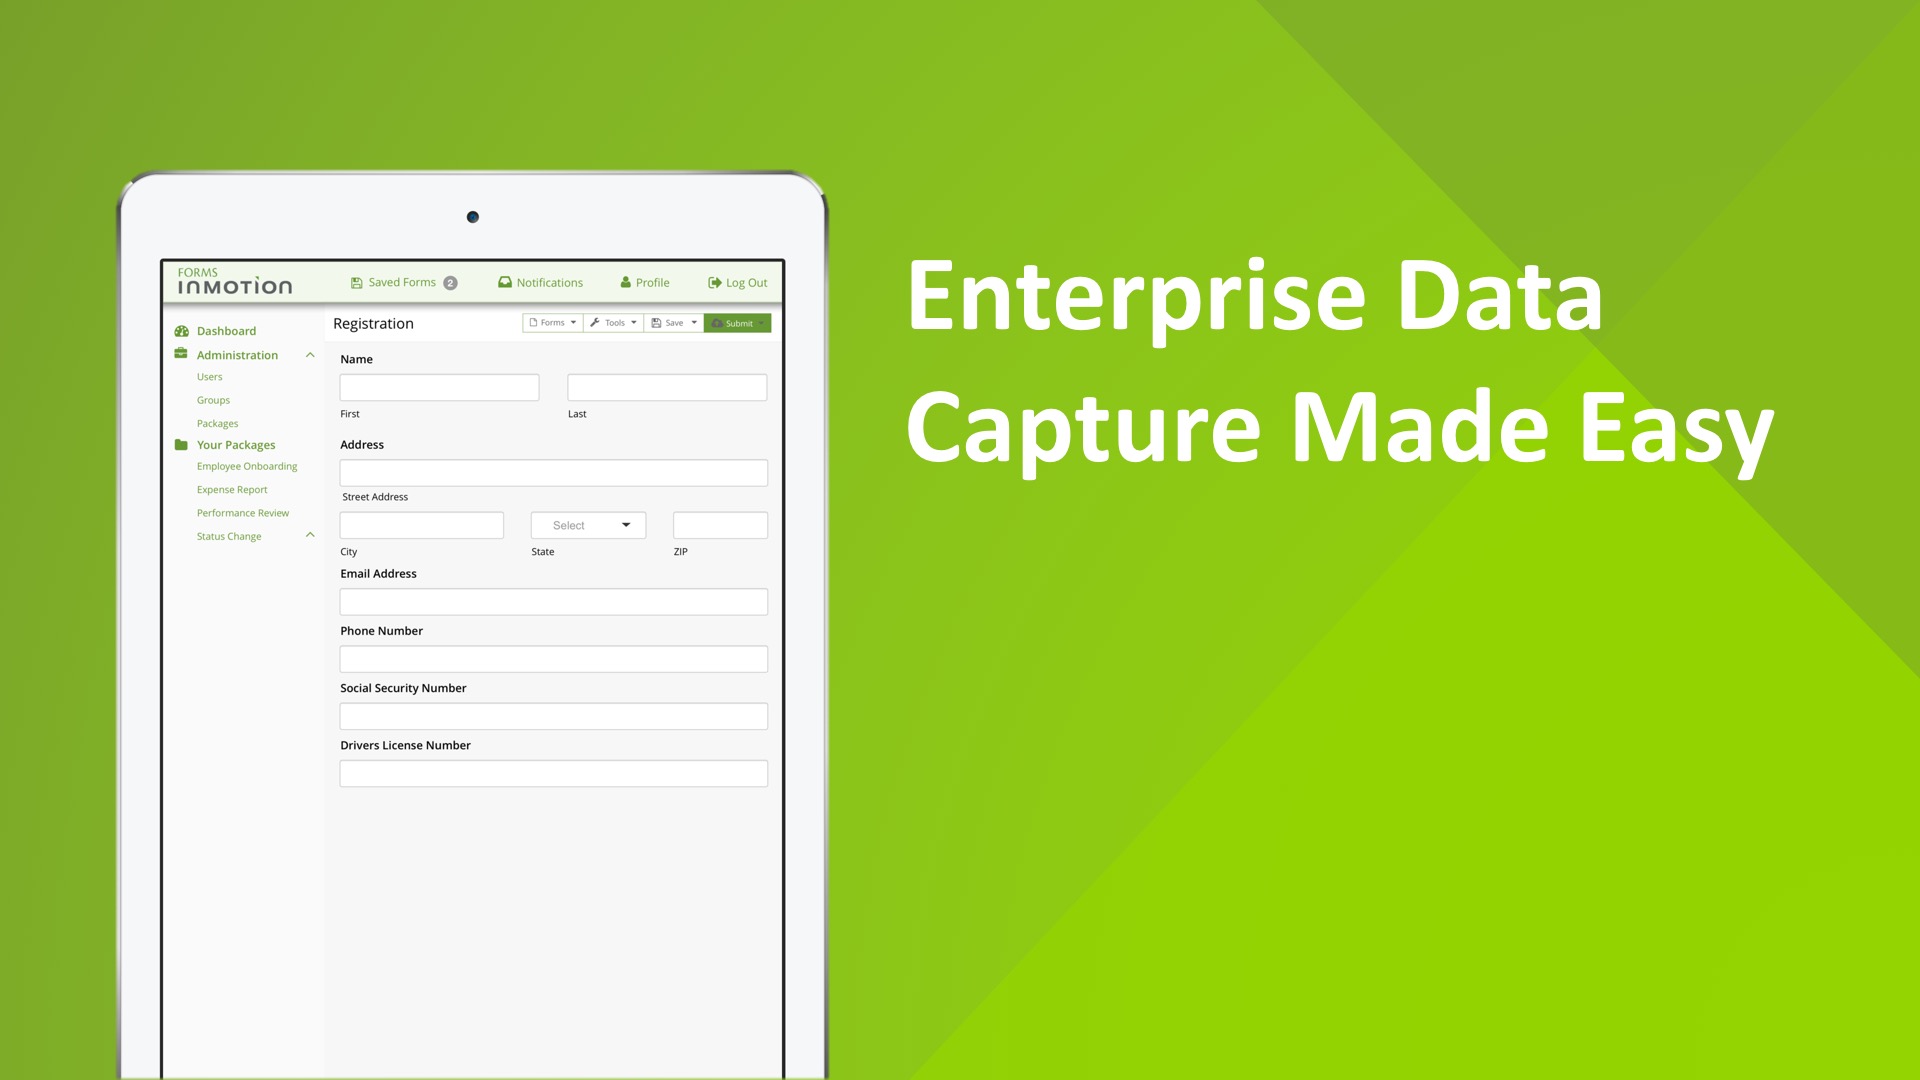 FORMS
INMOTION
Saved Forms 2
Notifications
Profile
Log Out
Dashboard
Administration
Users
Groups
Packages
Your Packages
Employee Onboarding
Expense Report
Performance Review
Status Change
Registration
Forms
Tools
Save
Submit
Name
First
Last
Address
Street Address
Select
City
State
ZIP
Email Address
Phone Number
Social Security Number
Drivers License Number
Enterprise Data
Capture Made Easy